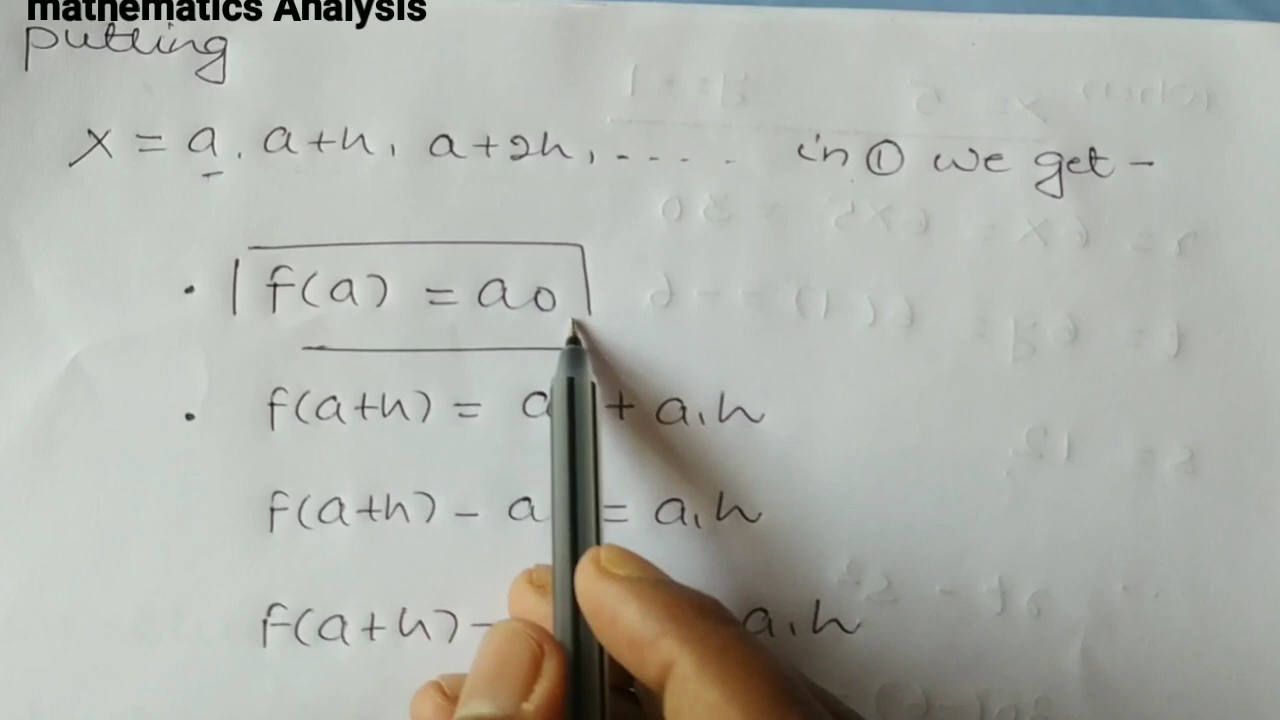 mathematics Analysis
putting
x = a, a+h, a+2h, .... in ① we get -
. f(a) = a0
. f(a+h) = a + a1h
f(a+h) - a = a1h
f(a+h) - a1h